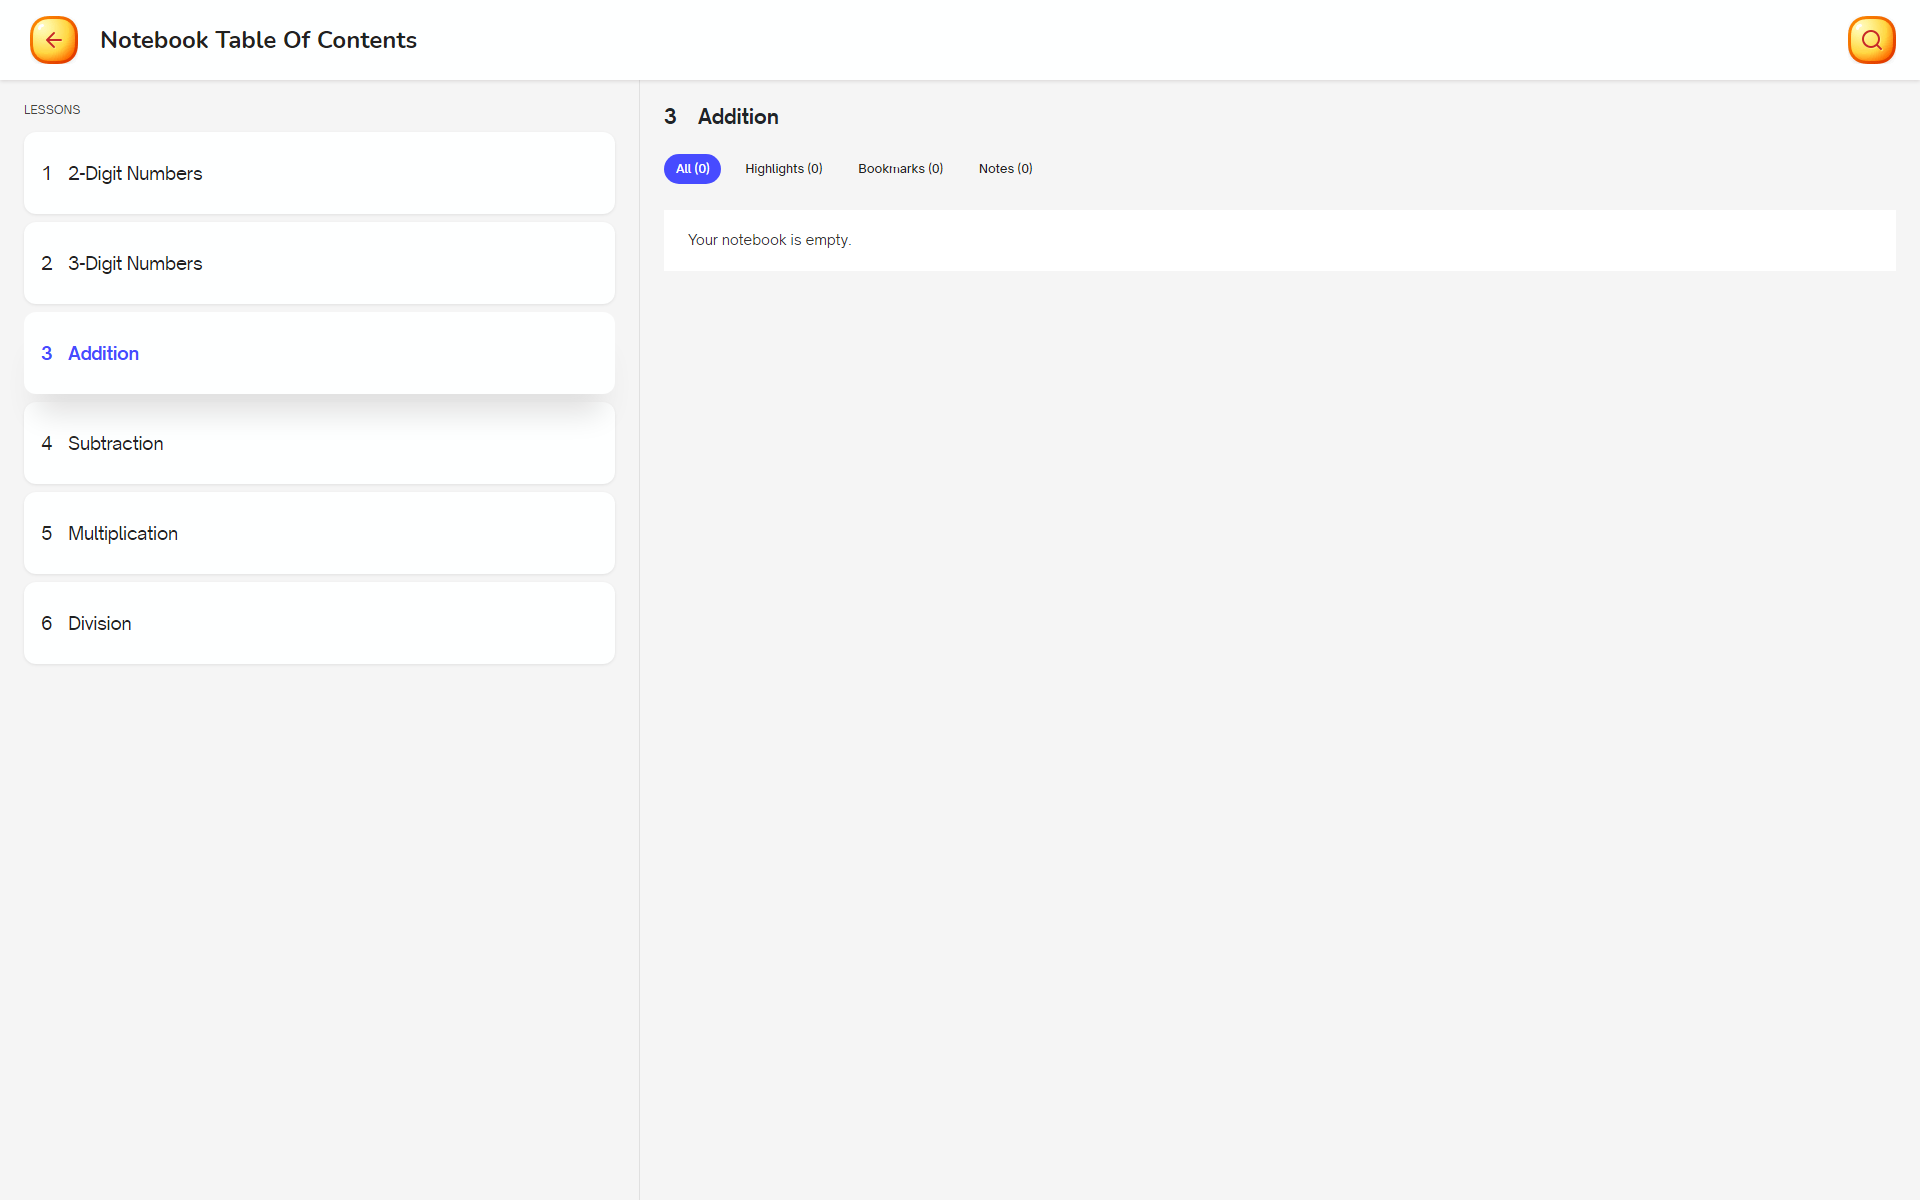 Notebook Table Of Contents
LESSONS
1 2-Digit Numbers
2 3-Digit Numbers
3 Addition
4 Subtraction
5 Multiplication
6 Division
3 Addition
All (0) Highlights (0) Bookmarks (0) Notes (0)
Your notebook is empty.